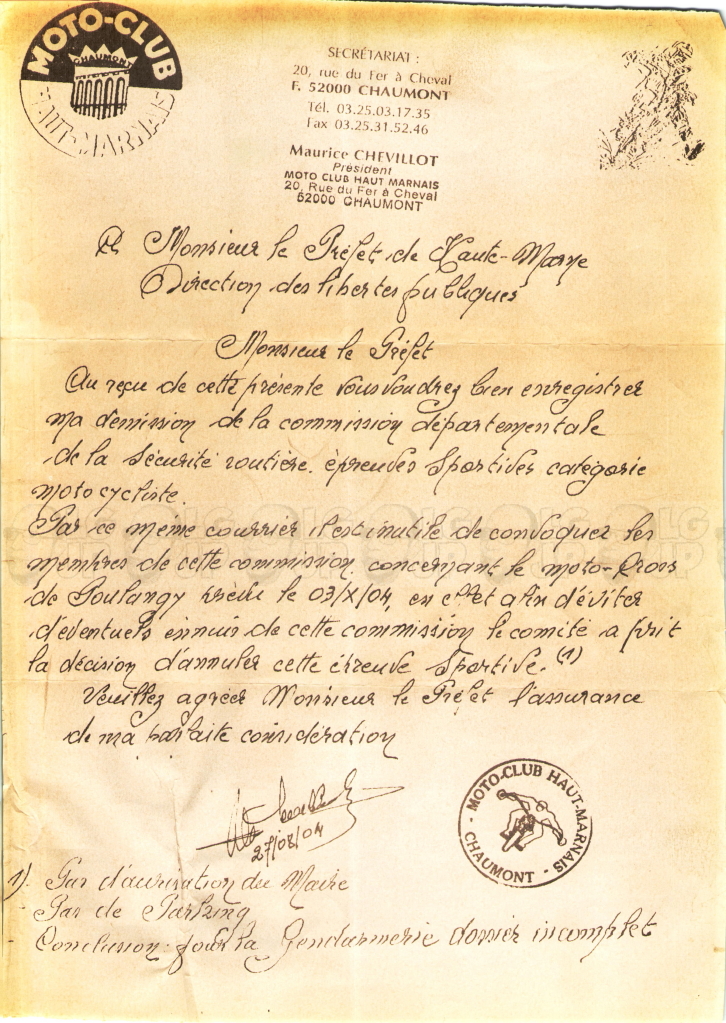 MOTO-CLUB
CHAUMONT
HAUT-MARNAIS
SECRÉTARIAT :
20, rue du Fer à Cheval
F. 52000 CHAUMONT
Tél. 03.25.03.17.35
Fax 03.25.31.52.46
Maurice CHEVILLOT
Président
MOTO CLUB HAUT MARNAIS
20, Rue du Fer à Cheval
52000 CHAUMONT
A Monsieur le Préfet de Haute-Marne
Direction des libertes publiques
Monsieur le Préfet
Au reçu de cette présente vous voudrez bien enregistrer
ma démission de la commission départementale
de la sécurité routière. épreuves Sportives catégorie
motocycliste.
Par ce même courrier il est inutile de convoquer les
membres de cette commission concernant le moto-Cross
de Poulangy prévu le 03/X/04, en effet afin d'éviter
d'éventuels ennuis de cette commission le comité a prit
la décision d'annuler cette épreuve Sportive. (1)
Veuillez agréer Monsieur le Préfet l'assurance
de ma parfaite considération
27/08/04
MOTO-CLUB HAUT-MARNAIS
- CHAUMONT -
1) Pas d'aurisation du Maire
Pas de Parking
Conclusion: pour la Gendarmerie dossier incomplet